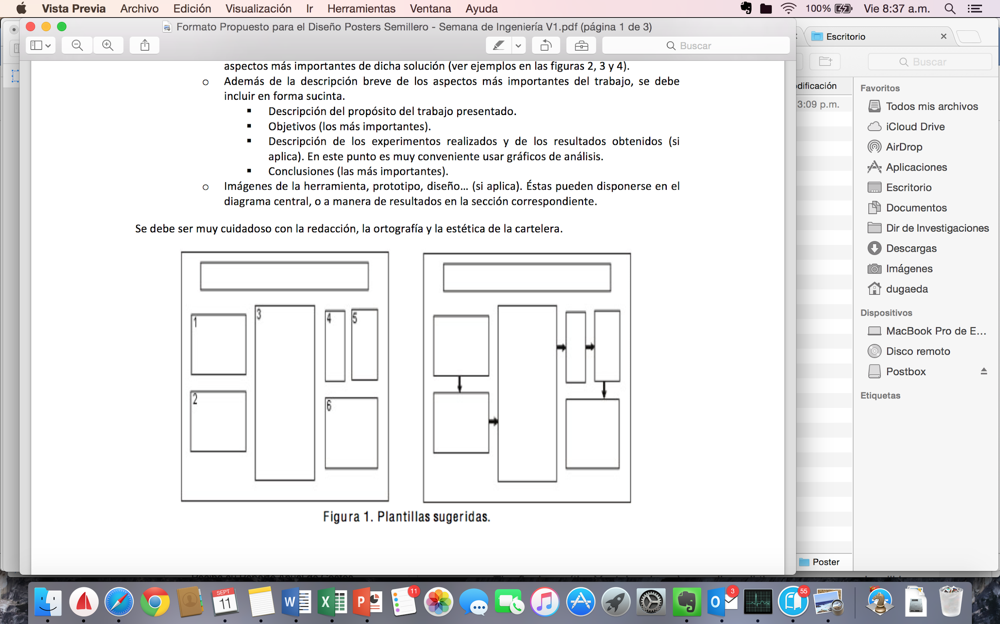 Vista Previa Archivo Edición Visualización Ir Herramientas Ventana Ayuda 100% Vie 8:37 a.m.
Formato Propuesto para el Diseño Posters Semillero - Semana de Ingeniería V1.pdf (página 1 de 3)
Buscar
aspectos más importantes de dicha solución (ver ejemplos en las figuras 2, 3 y 4).
o Además de la descripción breve de los aspectos más importantes del trabajo, se debe
incluir en forma sucinta.
▪ Descripción del propósito del trabajo presentado.
▪ Objetivos (los más importantes).
▪ Descripción de los experimentos realizados y de los resultados obtenidos (si
aplica). En este punto es muy conveniente usar gráficos de análisis.
▪ Conclusiones (las más importantes).
o Imágenes de la herramienta, prototipo, diseño... (si aplica). Éstas pueden disponerse en el
diagrama central, o a manera de resultados en la sección correspondiente.
Se debe ser muy cuidadoso con la redacción, la ortografía y la estética de la cartelera.
1
2
3
4
5
6
Figura 1. Plantillas sugeridas.
Escritorio
Buscar
dificación
3:09 p.m.
Favoritos
Todos mis archivos
iCloud Drive
AirDrop
Aplicaciones
Escritorio
Documentos
Dir de Investigaciones
Descargas
Imágenes
dugaeda
Dispositivos
MacBook Pro de E...
Disco remoto
Postbox
Etiquetas
Poster
SEPT
11
W
X
P
11
O
3
55